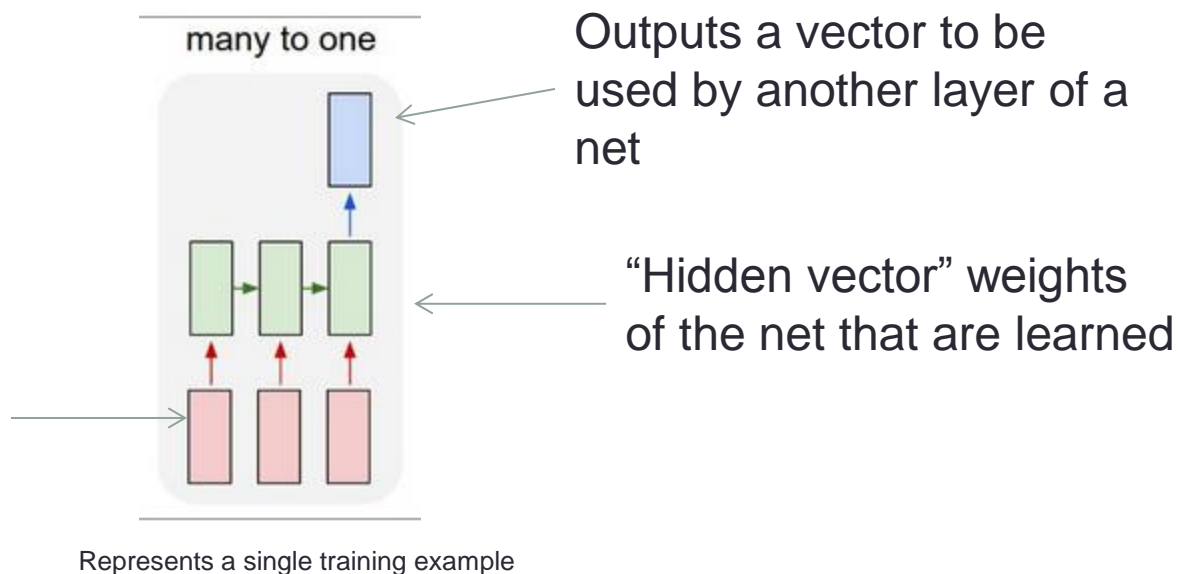 many to one
Outputs a vector to be
used by another layer of a
net
“Hidden vector” weights
of the net that are learned
Represents a single training example